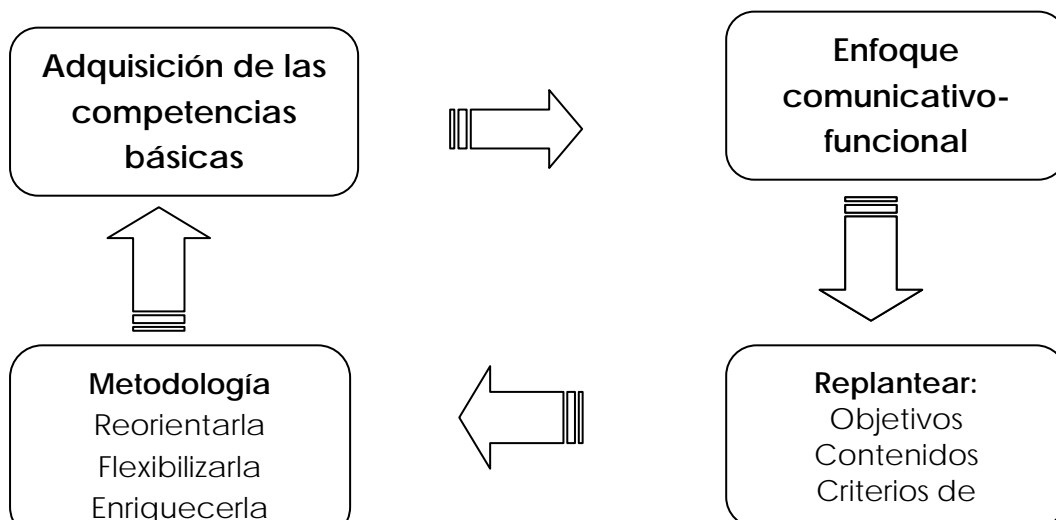 Adquisición de las
competencias
básicas
Enfoque
comunicativo-
funcional
Metodología
Reorientarla
Flexibilizarla
Enriquecerla
Replantear:
Objetivos
Contenidos
Criterios de